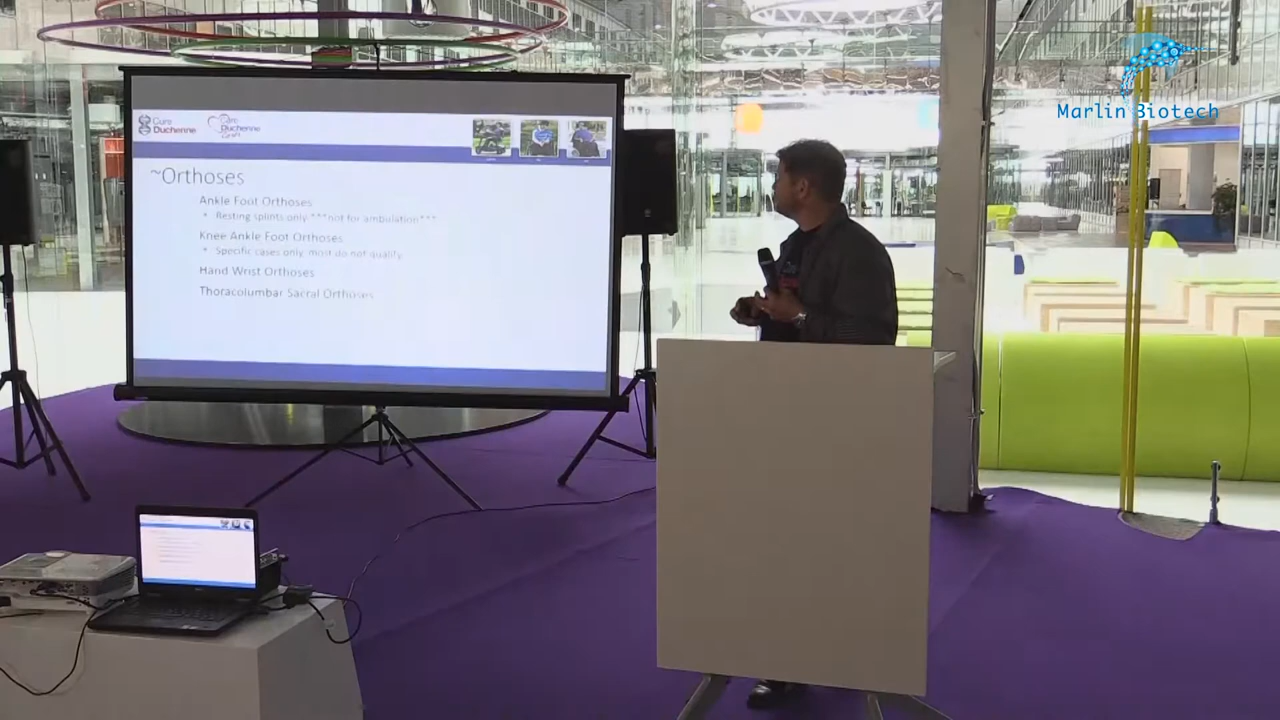 Marlin Biotech
Cure
Duchenne
Cure
Duchenne
~Orthoses
Ankle Foot Orthoses
• Resting splints only ***not for ambulation***
Knee Ankle Foot Orthoses
• Specific cases only, most do not qualify
Hand Wrist Orthoses
Thoracolumbar Sacral Orthoses